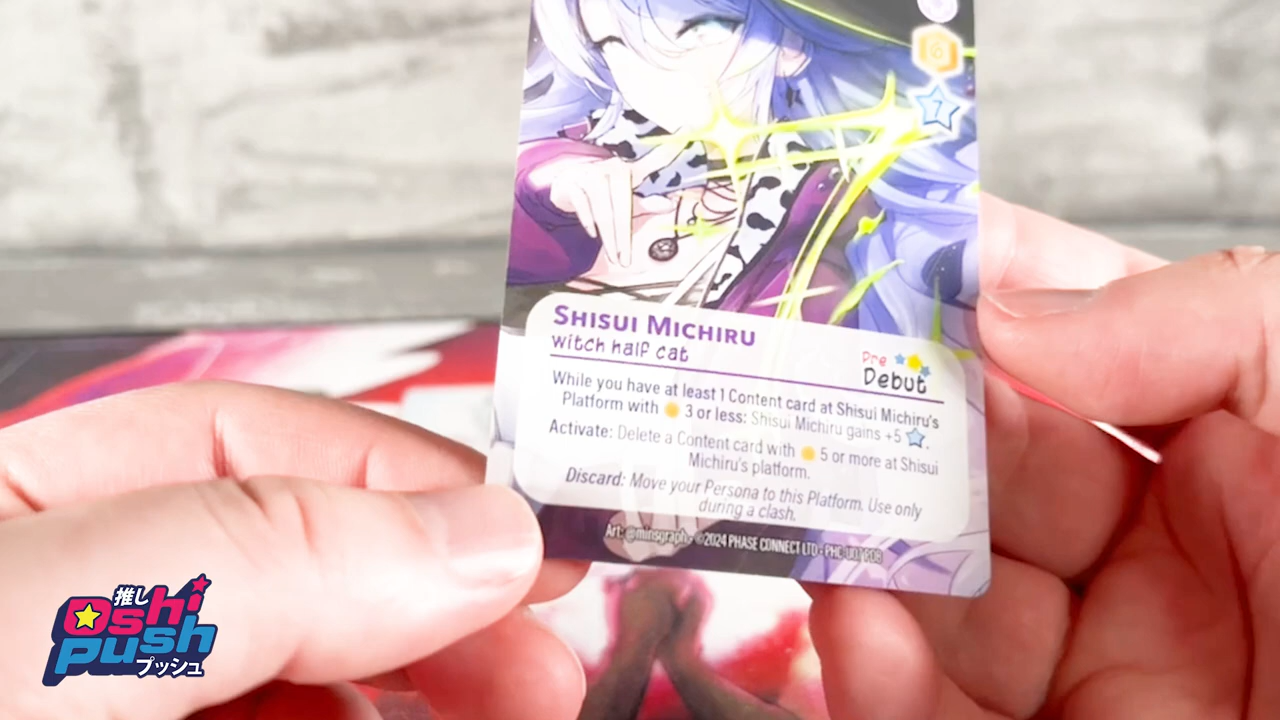 6
7
SHISUI MICHIRU
witch half cat
Pre
Debut
While you have at least 1 Content card at Shisui Michiru's
Platform with 3 or less: Shisui Michiru gains +5 .
Activate: Delete a Content card with 5 or more at Shisui
Michiru's platform.
Discard: Move your Persona to this Platform. Use only
during a clash.
Art: @minsgraph - ©2024 PHASE CONNECT LTD - PHC-U07 PDB
推し
Oshi
push
プッシュ